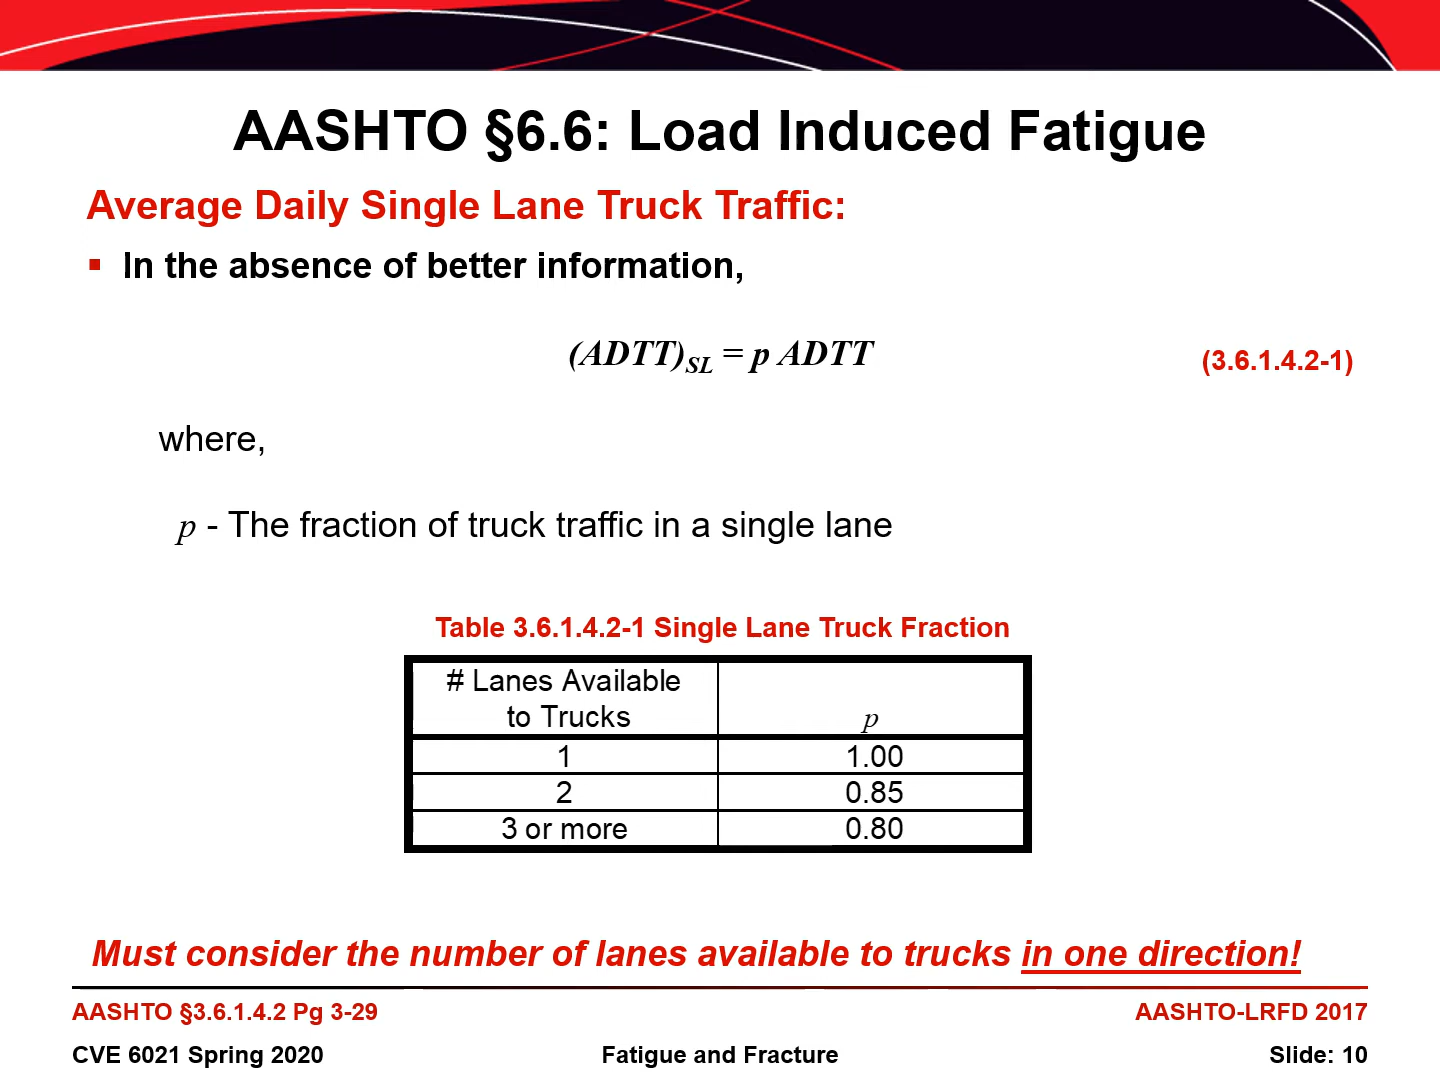 AASHTO §6.6: Load Induced Fatigue
Average Daily Single Lane Truck Traffic:
▪ In the absence of better information,
(ADTT)SL = p ADTT (3.6.1.4.2-1)
where,
p - The fraction of truck traffic in a single lane
Table 3.6.1.4.2-1 Single Lane Truck Fraction
# Lanes Available
to Trucks p
1 1.00
2 0.85
3 or more 0.80
Must consider the number of lanes available to trucks in one direction!
AASHTO §3.6.1.4.2 Pg 3-29 AASHTO-LRFD 2017
CVE 6021 Spring 2020 Fatigue and Fracture Slide: 10